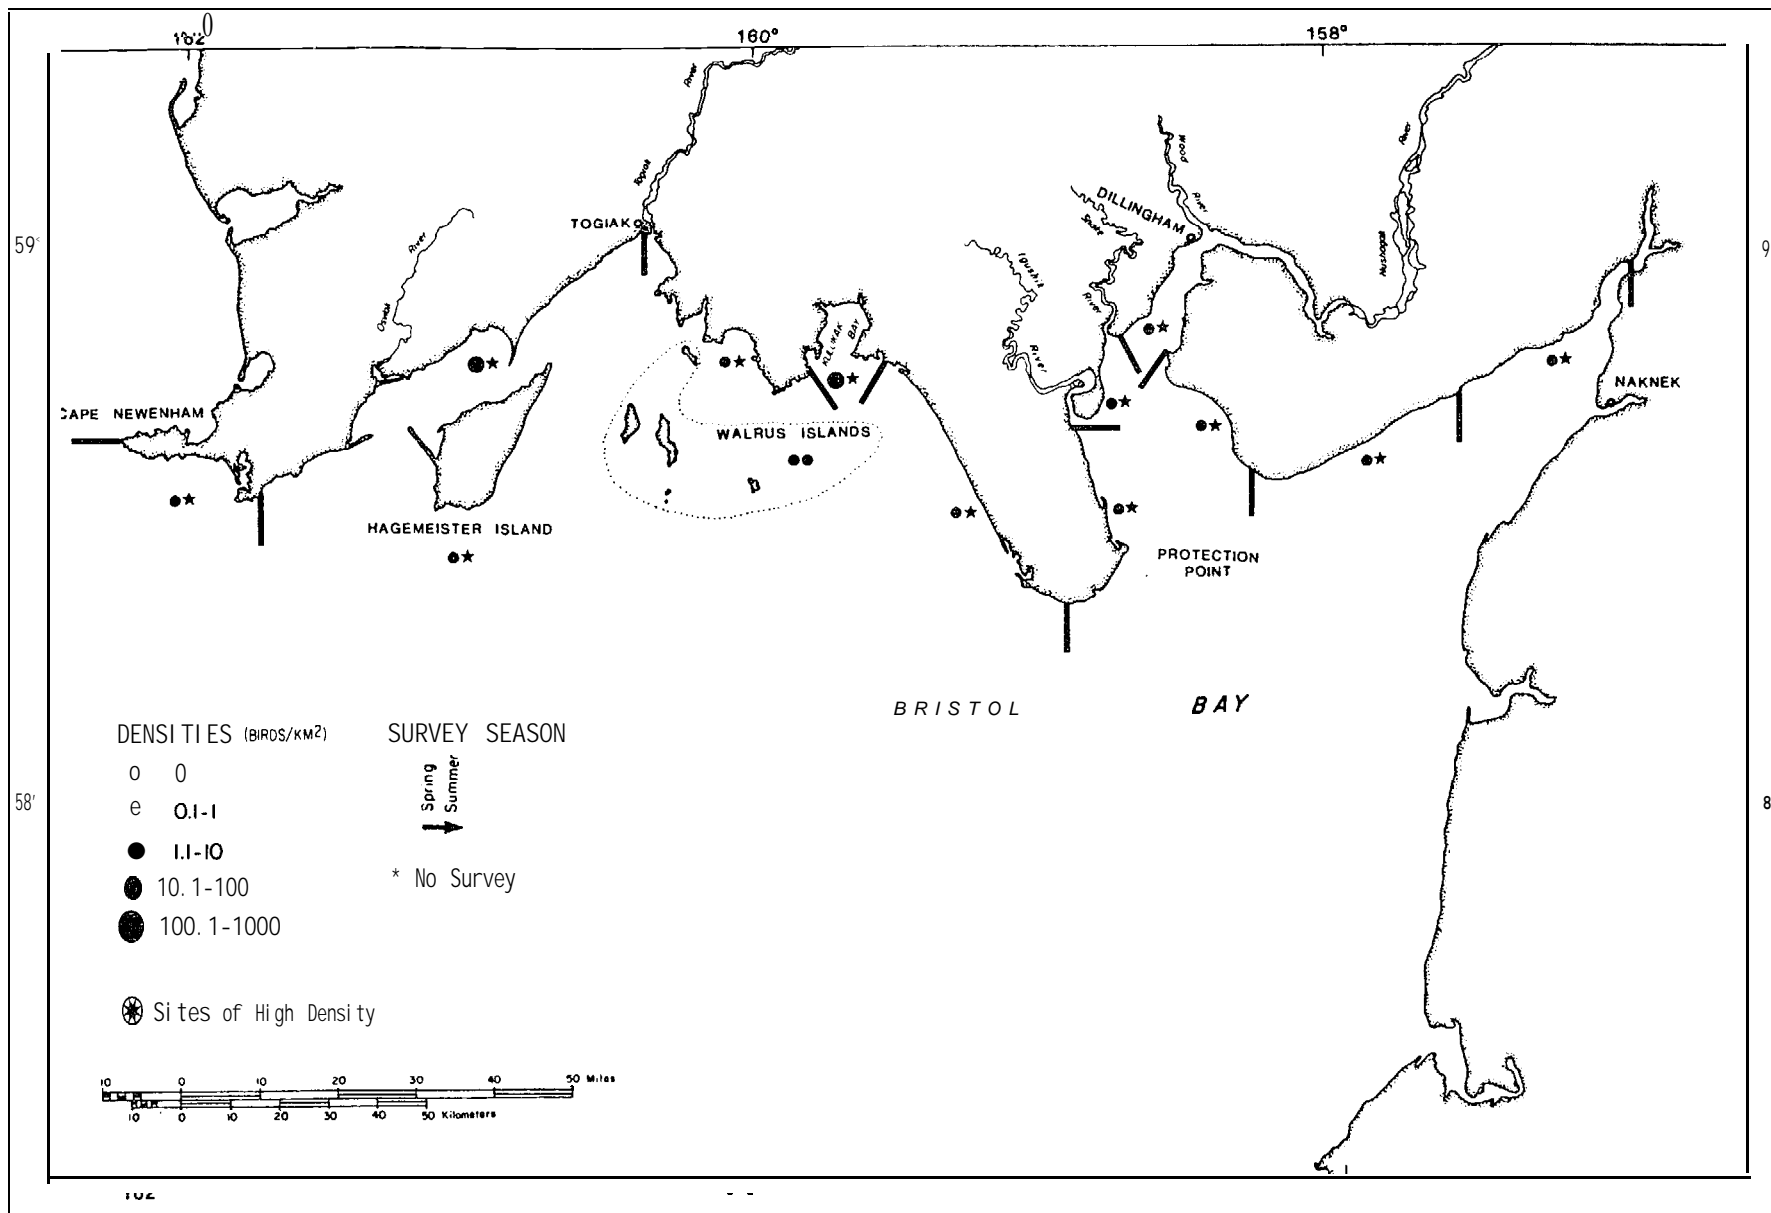 0
162
160°
158°
River
River
Togiak
TOGIAK
Wood
River
DILLINGHAM
Snake
River
Igushik
River
River
Nushagak
59
9
River
Osviak
KULUKAK
BAY
NAKNEK
CAPE NEWENHAM
WALRUS ISLANDS
HAGEMEISTER ISLAND
PROTECTION
POINT
BRISTOL BAY
DENSITIES (BIRDS/KM2)
SURVEY SEASON
o 0
Spring
Summer
58'
8
e 0.1-1
● 1.1-10
10.1-100
* No Survey
100.1-1000
Sites of High Density
10 0 10 20 30 40 50 Miles
10 0 10 20 30 40 50 Kilometers
162